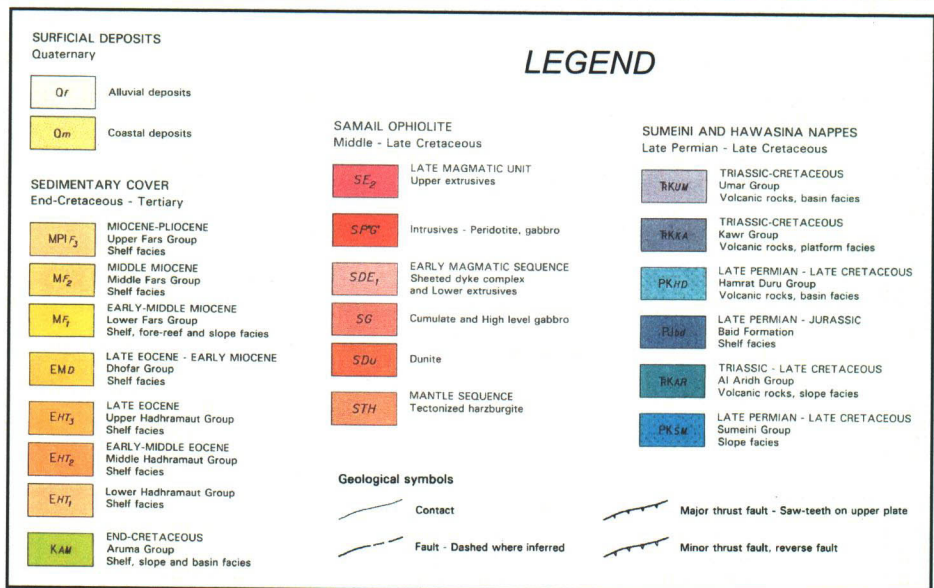 LEGEND
SURFICIAL DEPOSITS
Quaternary
Qr Alluvial deposits
Qm Coastal deposits
SEDIMENTARY COVER
End-Cretaceous - Tertiary
MPlF3
MIOCENE-PLIOCENE
Upper Fars Group
Shelf facies
MF2
MIDDLE MIOCENE
Middle Fars Group
Shelf facies
MF1
EARLY-MIDDLE MIOCENE
Lower Fars Group
Shelf, fore-reef and slope facies
EMD
LATE EOCENE - EARLY MIOCENE
Dhofar Group
Shelf facies
EHT3
LATE EOCENE
Upper Hadhramaut Group
Shelf facies
EHT2
EARLY-MIDDLE EOCENE
Middle Hadhramaut Group
Shelf facies
EHT1
Lower Hadhramaut Group
Shelf facies
KAM
END-CRETACEOUS
Aruma Group
Shelf, slope and basin facies
SAMAIL OPHIOLITE
Middle - Late Cretaceous
SE2
LATE MAGMATIC UNIT
Upper extrusives
Intrusives - Peridotite, gabbro
SDE1
EARLY MAGMATIC SEQUENCE
Sheeted dyke complex
and Lower extrusives
SG Cumulate and High level gabbro
SDu Dunite
STH
MANTLE SEQUENCE
Tectonized harzburgite
SUMEINI AND HAWASINA NAPPES
Late Permian - Late Cretaceous
TRKUM
TRIASSIC-CRETACEOUS
Umar Group
Volcanic rocks, basin facies
TRKKA
TRIASSIC-CRETACEOUS
Kawr Group
Volcanic rocks, platform facies
PKHD
LATE PERMIAN - LATE CRETACEOUS
Hamrat Duru Group
Volcanic rocks, basin facies
LATE PERMIAN - JURASSIC
Baid Formation
Shelf facies
TRKAR
TRIASSIC - LATE CRETACEOUS
Al Aridh Group
Volcanic rocks, slope facies
PKSM
LATE PERMIAN - LATE CRETACEOUS
Sumeini Group
Slope facies
Geological symbols
Contact
Fault - Dashed where inferred
Major thrust fault - Saw-teeth on upper plate
Minor thrust fault, reverse fault